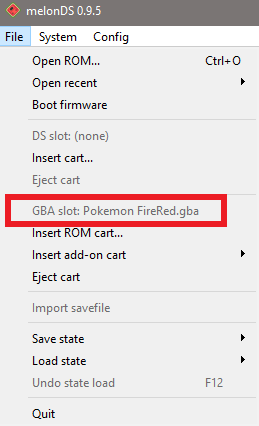 melonDS 0.9.5
File System Config
Open ROM... Ctrl+O
Open recent
Boot firmware
DS slot: (none)
Insert cart...
Eject cart
GBA slot: Pokemon FireRed.gba
Insert ROM cart...
Insert add-on cart
Eject cart
Import savefile
Save state
Load state
Undo state load F12
Quit